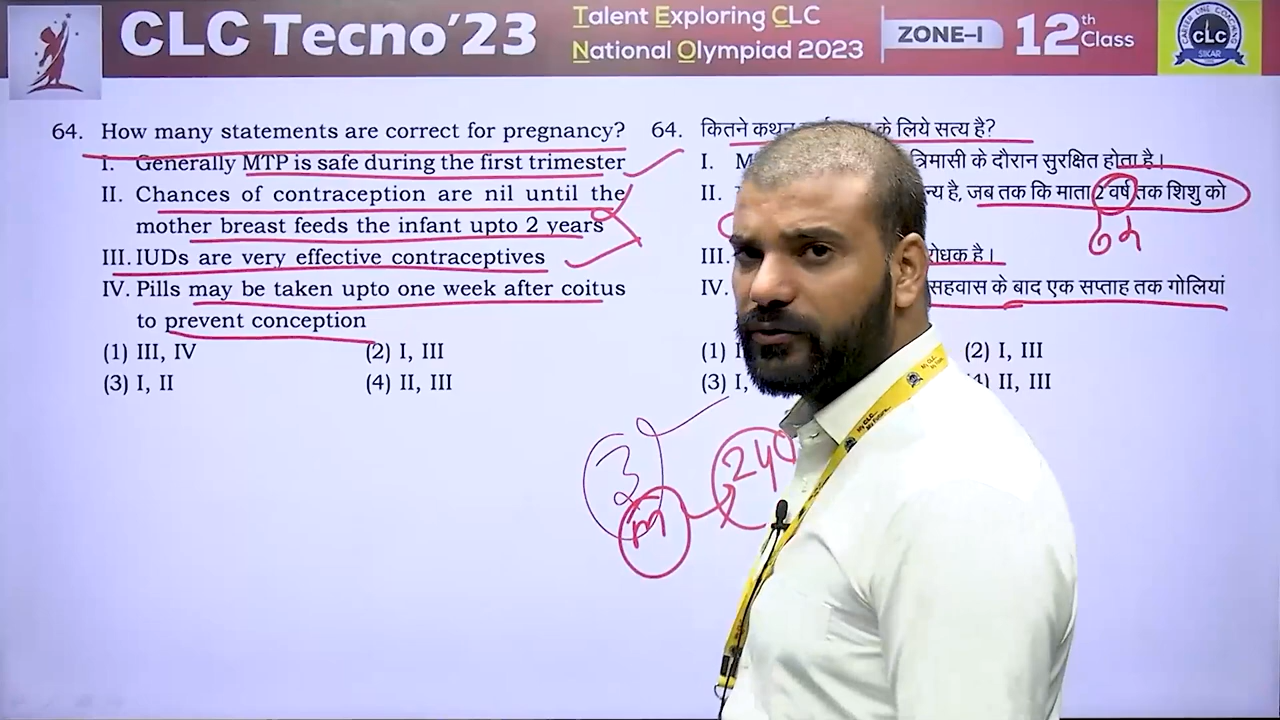 CLC Tecno'23
Talent Exploring CLC
National Olympiad 2023
ZONE–I
12th Class
CAREER LINE COACHING
CLC
SIKAR
64. How many statements are correct for pregnancy?
I. Generally MTP is safe during the first trimester
II. Chances of contraception are nil until the
mother breast feeds the infant upto 2 years
III. IUDs are very effective contraceptives
IV. Pills may be taken upto one week after coitus
to prevent conception
(1) III, IV (2) I, III
(3) I, II (4) II, III
64. कितने कथन के लिये सत्य है?
I. त्रिमासी के दौरान सुरक्षित होता है।
II. जब तक कि माता 2 वर्ष तक शिशु को
III.
IV. सहवास के बाद एक सप्ताह तक गोलियां
(1) (2) I, III
(3) I, II, III
3